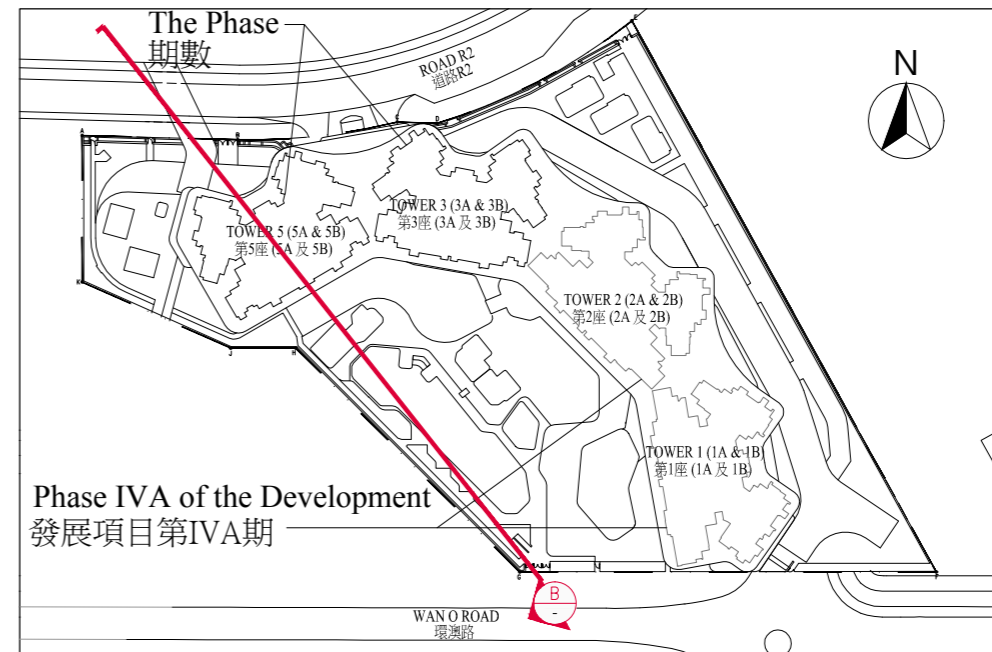 The Phase
期數
ROAD R2
道路R2
N
E
C
D
A
B
TOWER 3 (3A & 3B)
第3座 (3A 及 3B)
TOWER 5 (5A & 5B)
第5座 (5A 及 5B)
K
TOWER 2 (2A & 2B)
第2座 (2A 及 2B)
J
H
TOWER 1 (1A & 1B)
第1座 (1A 及 1B)
Phase IVA of the Development
發展項目第IVA期
G
F
B
-
WAN O ROAD
環澳路